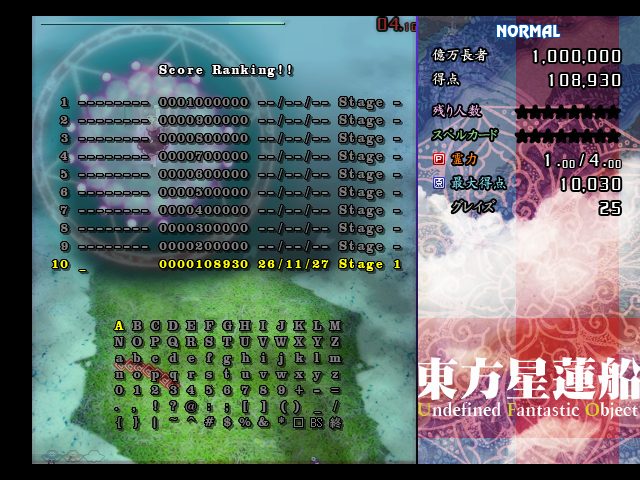 04.18
Score Ranking!!
1 -------- 0001000000 --/--/-- Stage -
2 -------- 0000900000 --/--/-- Stage -
3 -------- 0000800000 --/--/-- Stage -
4 -------- 0000700000 --/--/-- Stage -
5 -------- 0000600000 --/--/-- Stage -
6 -------- 0000500000 --/--/-- Stage -
7 -------- 0000400000 --/--/-- Stage -
8 -------- 0000300000 --/--/-- Stage -
9 -------- 0000200000 --/--/-- Stage -
10 _ 0000108930 26/11/27 Stage 1
A B C D E F G H I J K L M
N O P Q R S T U V W X Y Z
a b c d e f g h i j k l m
n o p q r s t u v w x y z
0 1 2 3 4 5 6 7 8 9 + - =
. , ! ? @ : ; [ ] ( ) _ /
{ } | ~ ^ # $ % & * □ BS 終
NORMAL
億万長者 1,000,000
得点 108,930
残り人数 ★★★★★★★★
スペルカード ★★★★★★★★
P 霊力 1.00/4.00
点 最大得点 10,030
グレイズ 25
東方星蓮船
Undefined Fantastic Object